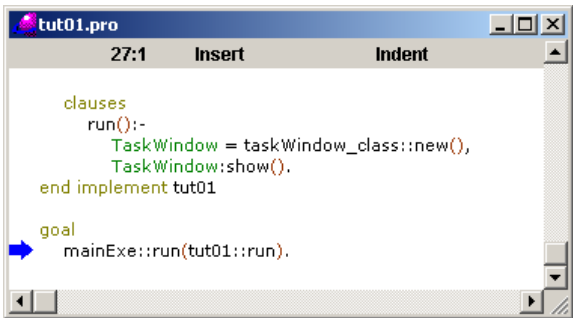 tut01.pro
27:1 Insert Indent
clauses
run():-
TaskWindow = taskWindow_class::new(),
TaskWindow:show().
end implement tut01
goal
mainExe::run(tut01::run).